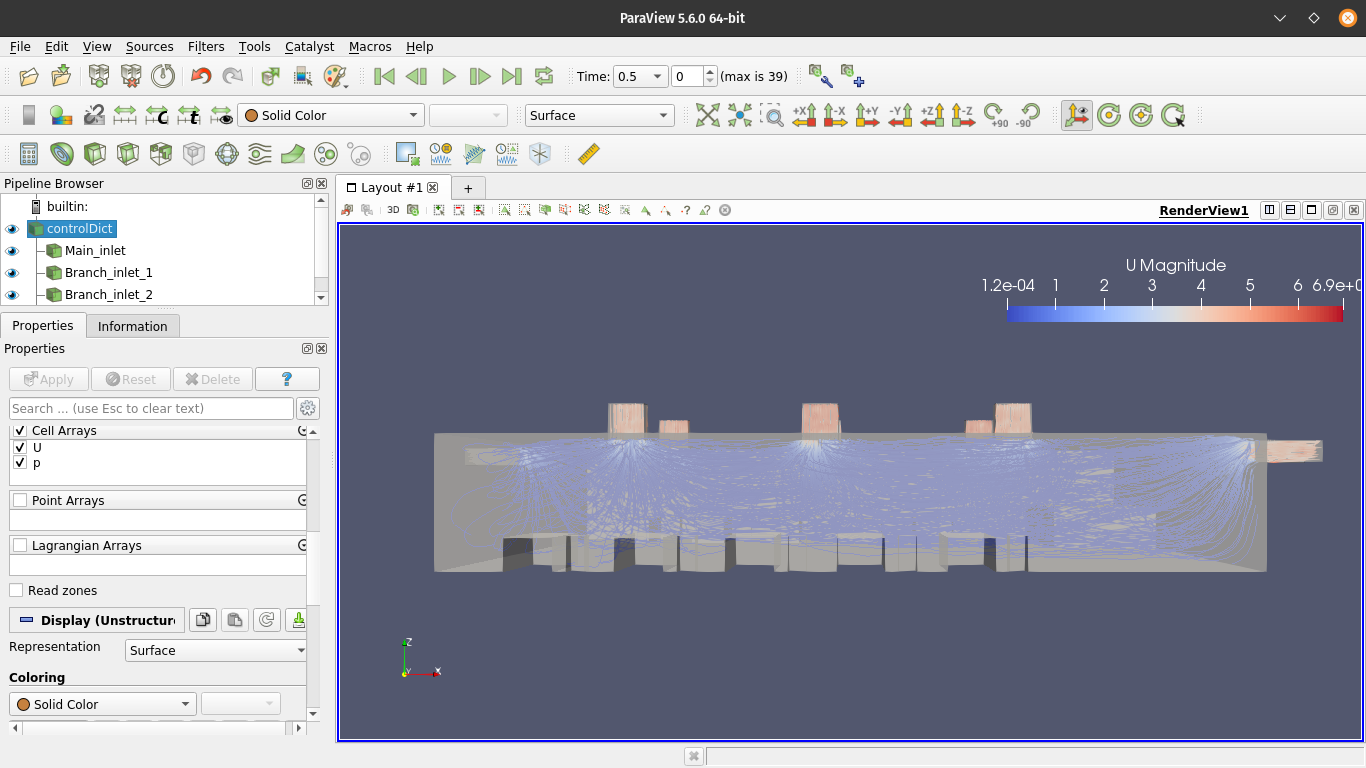 ParaView 5.6.0 64-bit
File Edit View Sources Filters Tools Catalyst Macros Help
Time: 0.5 0 (max is 39)
+X -X +Y -Y +Z -Z +90 -90
Solid Color Surface
Pipeline Browser
Layout #1 +
builtin:
3D RenderView1
controlDict
Main_inlet
Branch_inlet_1
Branch_inlet_2
Properties Information
Properties
Apply Reset Delete ?
Search ... (use Esc to clear text)
Cell Arrays
U
p
Point Arrays
Lagrangian Arrays
Read zones
Display (Unstructure
Representation Surface
Coloring
Solid Color
U Magnitude
1.2e-04 1 2 3 4 5 6 6.9e+0
Z
Y X